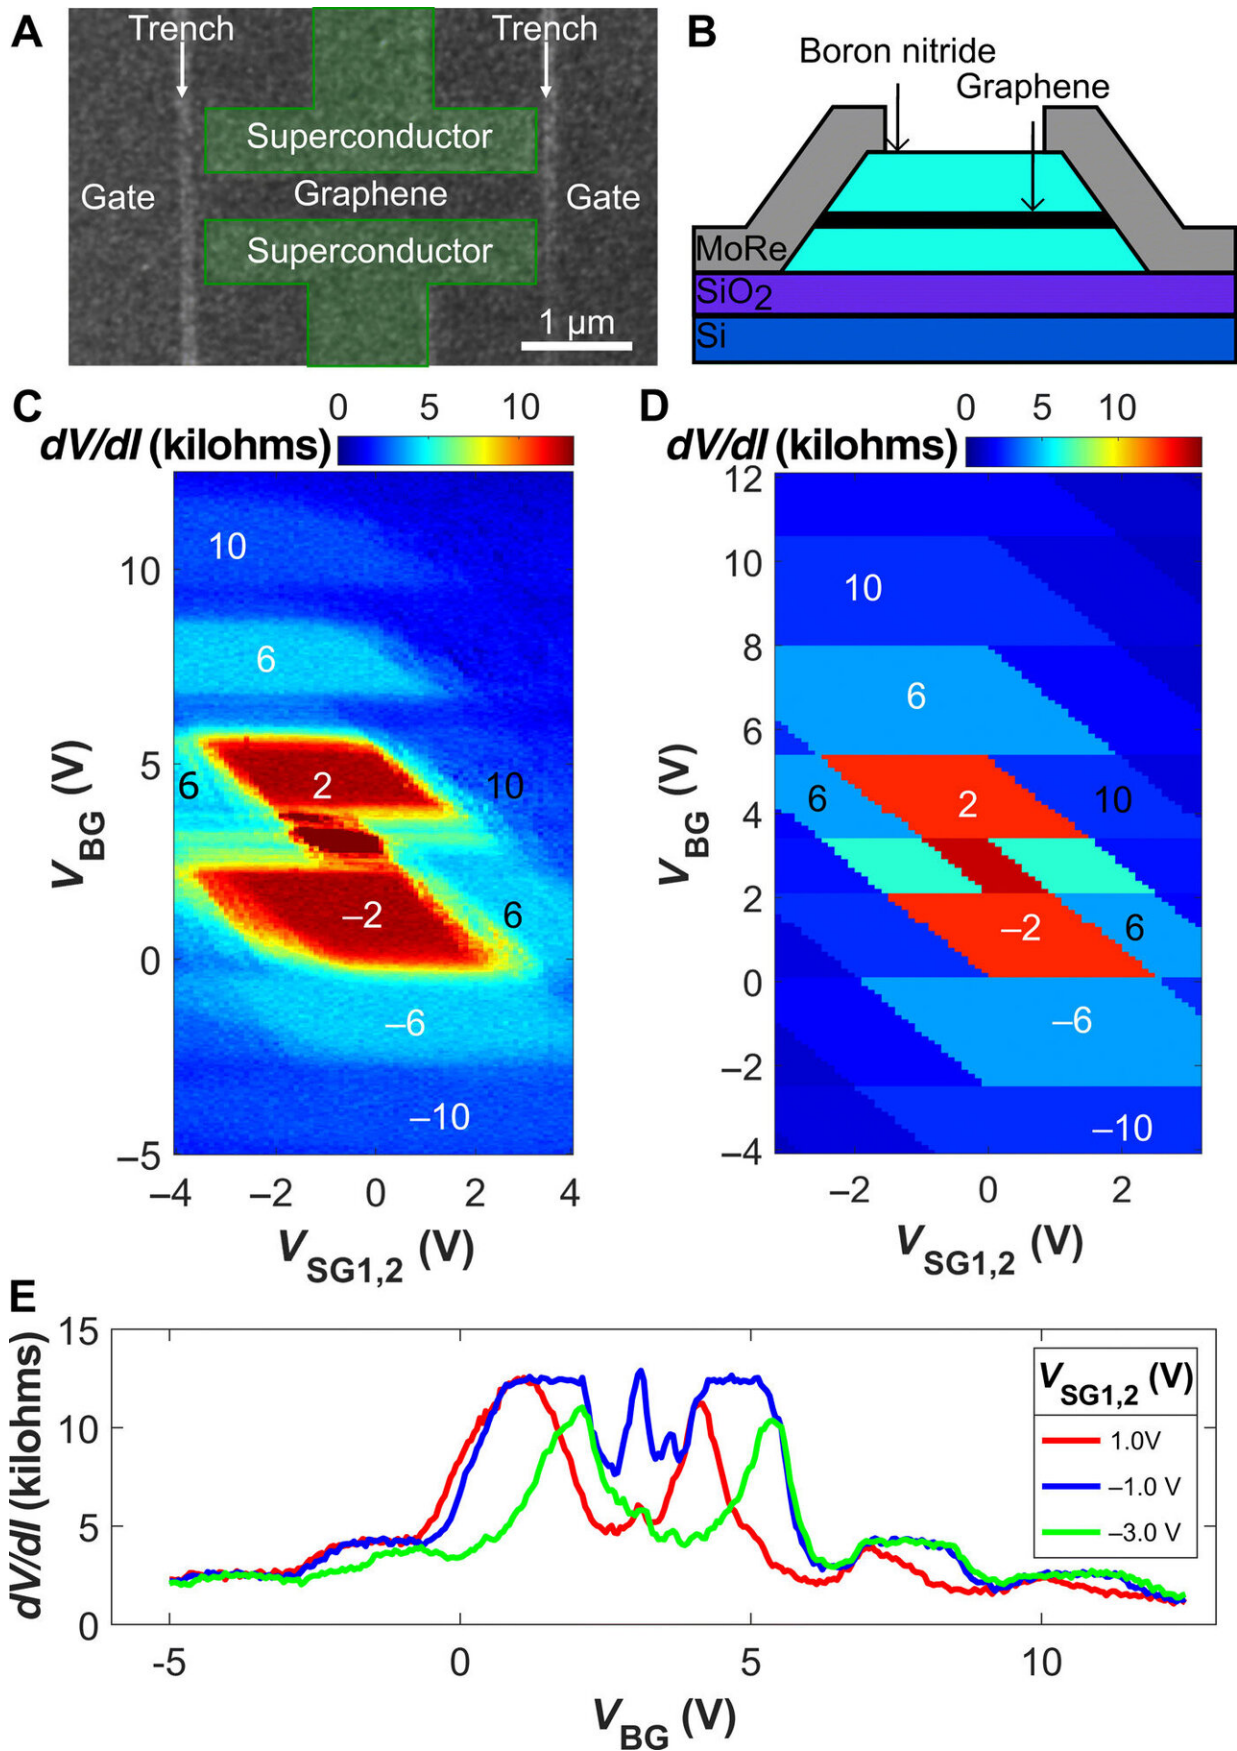 A
Trench
Trench
Superconductor
Gate
Graphene
Gate
Superconductor
1 μm
B
Boron nitride
Graphene
MoRe
SiO2
Si
C
0 5 10
dV/dI (kilohms)
10
6
10
5
6
2
10
−2
6
0
−6
−10
−5
−4 −2 0 2 4
VBG (V)
VSG1,2 (V)
D
0 5 10
dV/dI (kilohms)
12
10
10
8
6
6
6
2
10
4
2
−2
6
0
−6
−2
−10
−4
−2 0 2
VBG (V)
VSG1,2 (V)
E
15
10
5
0
dV/dI (kilohms)
VSG1,2 (V)
1.0V
−1.0 V
−3.0 V
-5 0 5 10
VBG (V)